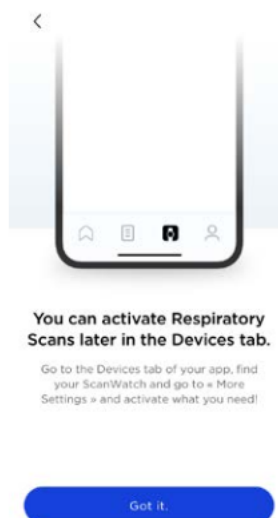 You can activate Respiratory
Scans later in the Devices tab.
Go to the Devices tab of your app, find
your ScanWatch and go to « More
Settings » and activate what you need!
Got it.